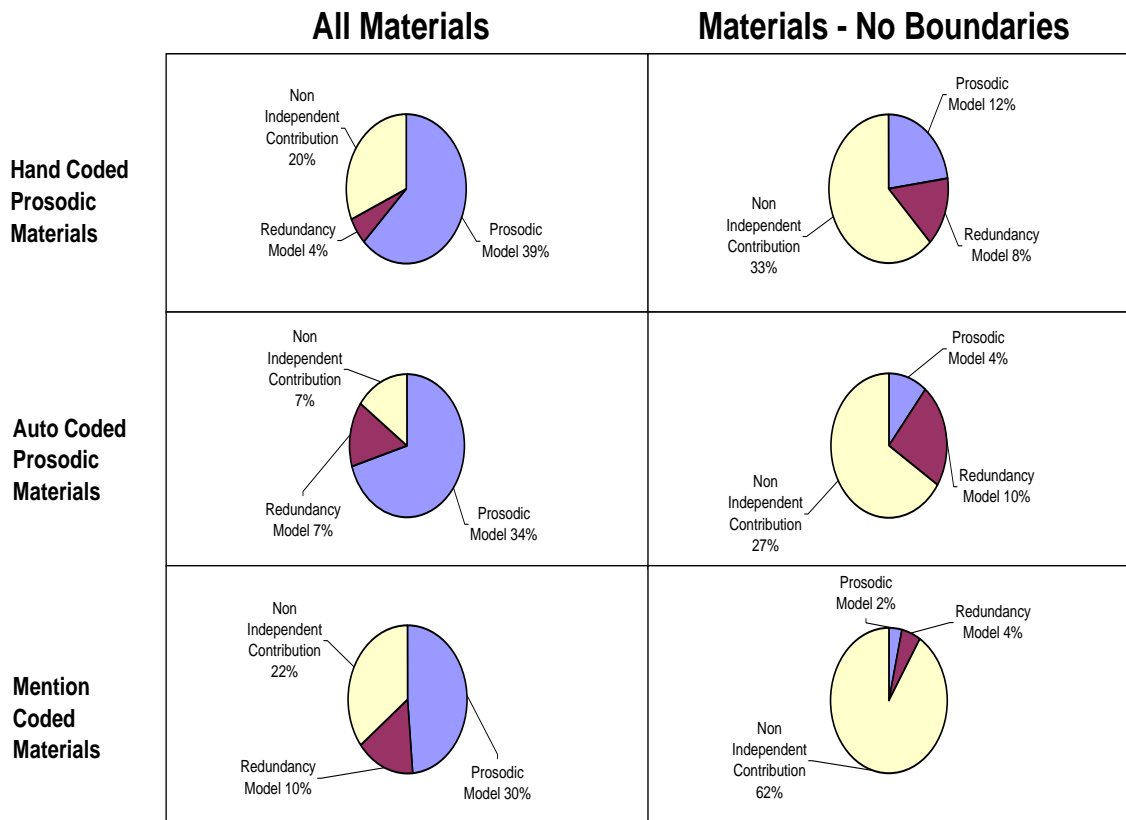 All Materials
Materials - No Boundaries
Hand Coded
Prosodic
Materials
Non
Independent
Contribution
20%
Redundancy
Model 4%
Prosodic
Model 39%
Prosodic
Model 12%
Non
Independent
Contribution
33%
Redundancy
Model 8%
Auto Coded
Prosodic
Materials
Non
Independent
Contribution
7%
Redundancy
Model 7%
Prosodic
Model 34%
Prosodic
Model 4%
Redundancy
Model 10%
Non
Independent
Contribution
27%
Mention
Coded
Materials
Non
Independent
Contribution
22%
Redundancy
Model 10%
Prosodic
Model 30%
Prosodic
Model 2%
Redundancy
Model 4%
Non
Independent
Contribution
62%